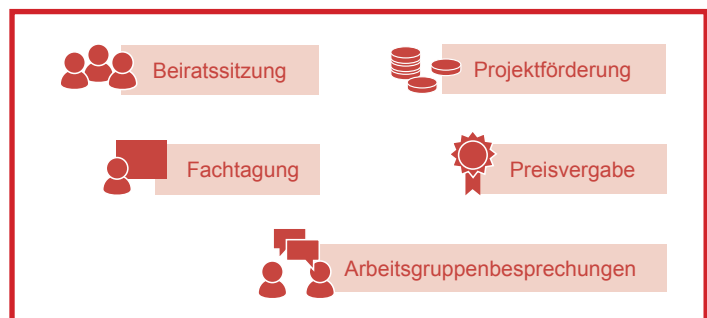 Beiratssitzung
Projektförderung
Fachtagung
Preisvergabe
Arbeitsgruppenbesprechungen